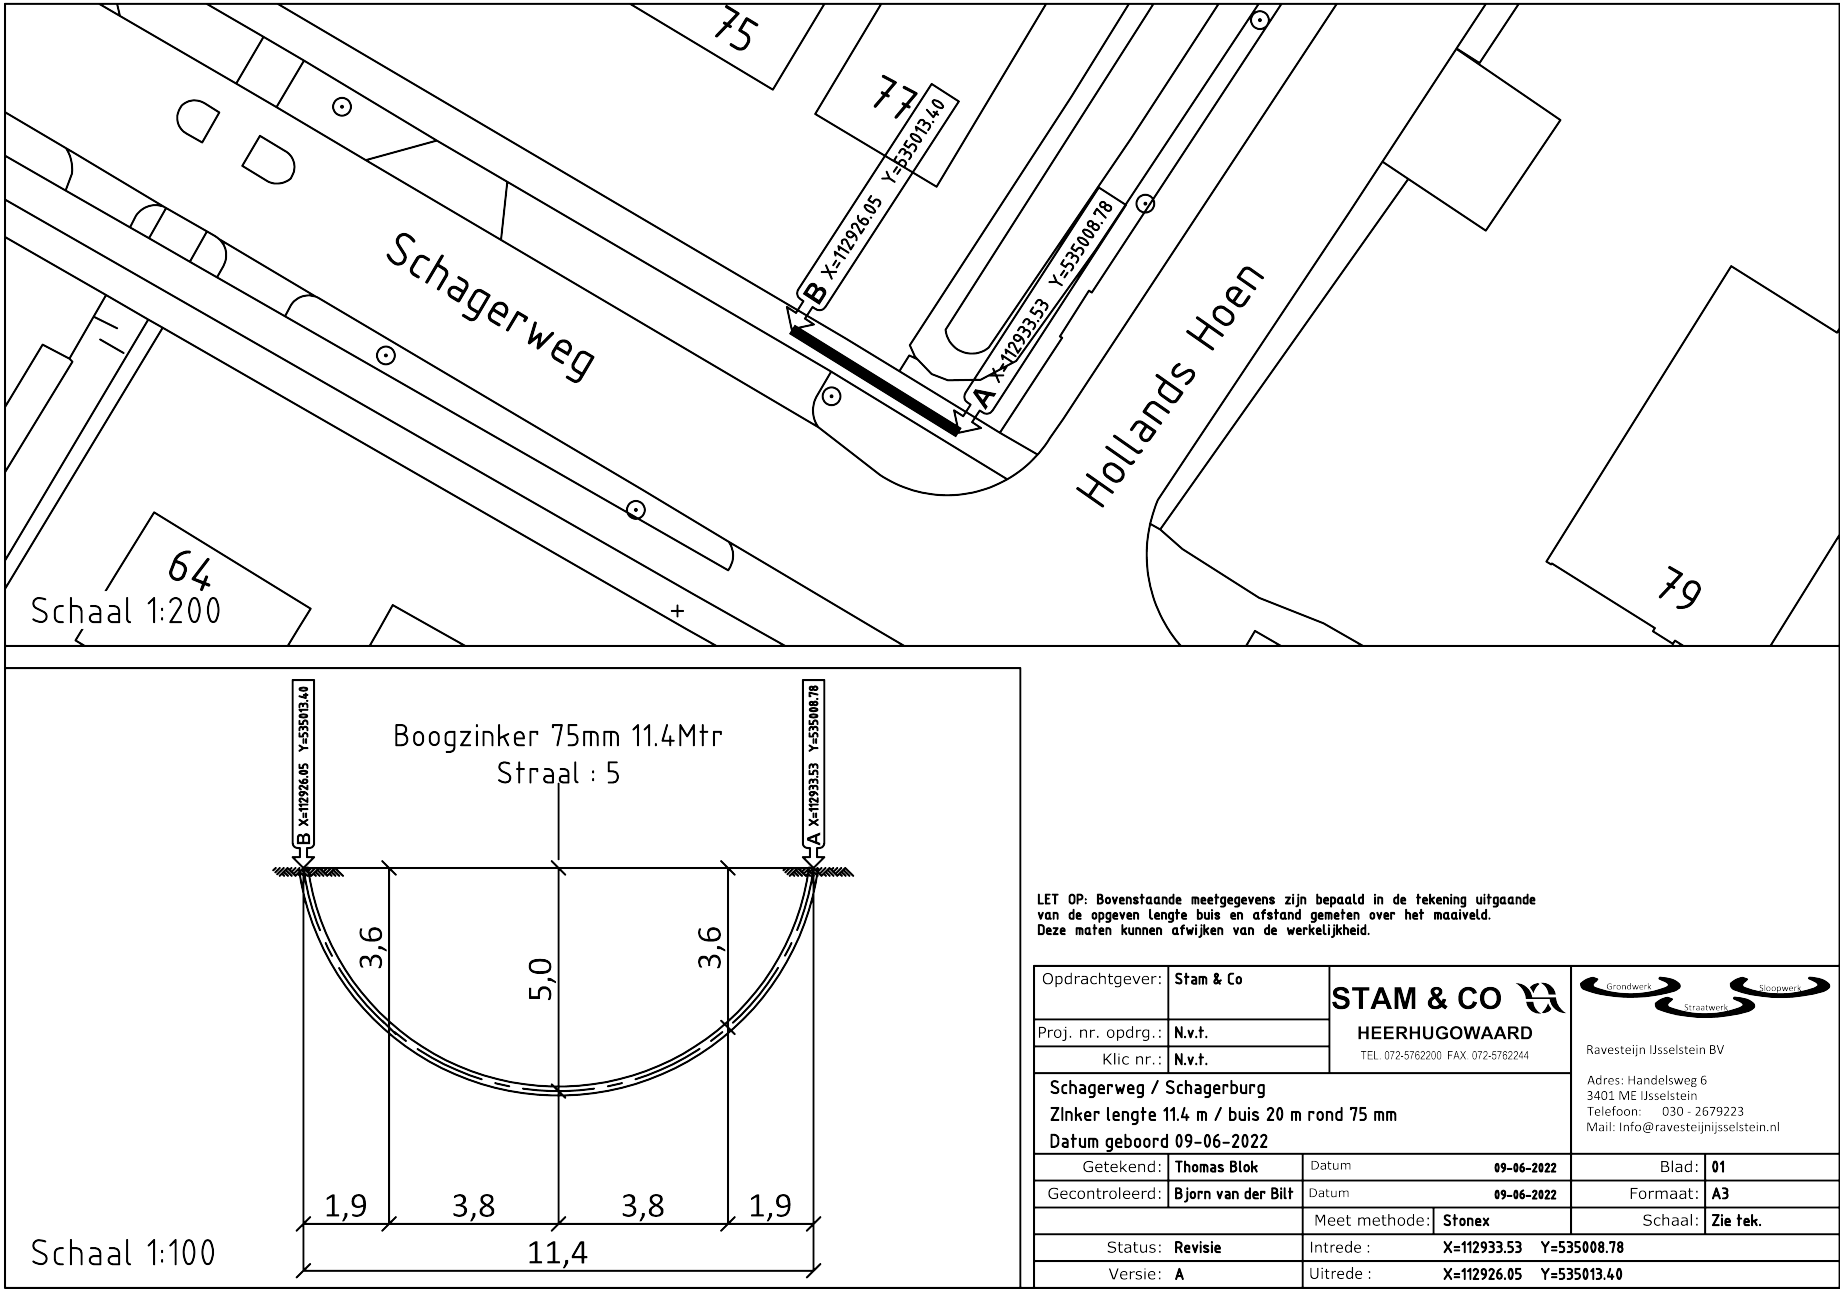 75
77
B X=112926.05 Y=535013.40
A X=112933.53 Y=535008.78
Schagerweg
Hollands Hoen
64
79
Schaal 1:200
B X=112926.05 Y=535013.40
A X=112933.53 Y=535008.78
Boogzinker 75mm 11.4Mtr
Straal : 5
3,6
5,0
3,6
1,9
3,8
3,8
1,9
11,4
Schaal 1:100
LET OP: Bovenstaande meetgegevens zijn bepaald in de tekening uitgaande
van de opgeven lengte buis en afstand gemeten over het maaiveld.
Deze maten kunnen afwijken van de werkelijkheid.
Opdrachtgever: Stam & Co
Proj. nr. opdrg.: N.v.t.
Klic nr.: N.v.t.
STAM & CO
HEERHUGOWAARD
TEL. 072-5762200 FAX. 072-5762244
Grondwerk
Straatwerk
Sloopwerk
Ravesteijn IJsselstein BV
Adres: Handelsweg 6
3401 ME IJsselstein
Telefoon: 030 - 2679223
Mail: Info@ravesteijnijsselstein.nl
Schagerweg / Schagerburg
ZInker lengte 11.4 m / buis 20 m rond 75 mm
Datum geboord 09-06-2022
Getekend: Thomas Blok Datum 09-06-2022 Blad: 01
Gecontroleerd: Bjorn van der Bilt Datum 09-06-2022 Formaat: A3
Meet methode: Stonex Schaal: Zie tek.
Status: Revisie Intrede : X=112933.53 Y=535008.78
Versie: A Uitrede : X=112926.05 Y=535013.40